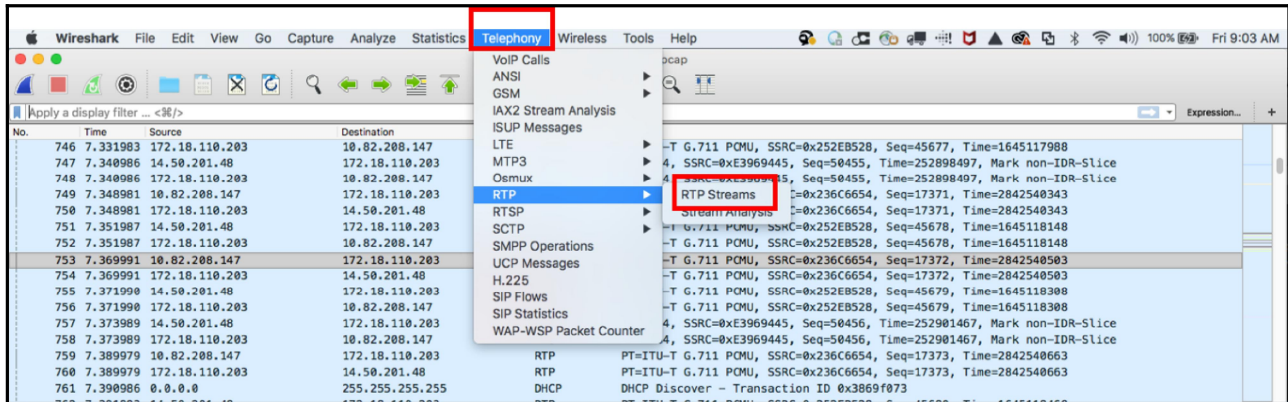 Wireshark File Edit View Go Capture Analyze Statistics Telephony Wireless Tools Help 100% Fri 9:03 AM
VoIP Calls
ocap
ANSI
GSM
Apply a display filter ... <⌘/>
IAX2 Stream Analysis
Expression... +
ISUP Messages
No. Time Source Destination
LTE
MTP3
Osmux
RTP
RTP Streams
RTSP
Stream Analysis
SCTP
SMPP Operations
UCP Messages
H.225
SIP Flows
SIP Statistics
WAP-WSP Packet Counter
746 7.331983 172.18.110.203 10.82.208.147 -T G.711 PCMU, SSRC=0x252EB528, Seq=45677, Time=1645117988
747 7.340986 14.50.201.48 172.18.110.203 4, SSRC=0xE3969445, Seq=50455, Time=252898497, Mark non-IDR-Slice
748 7.340986 172.18.110.203 10.82.208.147 4, SSRC=0xE3969445, Seq=50455, Time=252898497, Mark non-IDR-Slice
749 7.348981 10.82.208.147 172.18.110.203 C=0x236C6654, Seq=17371, Time=2842540343
750 7.348981 172.18.110.203 14.50.201.48 C=0x236C6654, Seq=17371, Time=2842540343
751 7.351987 14.50.201.48 172.18.110.203 -T G.711 PCMU, SSRC=0x252EB528, Seq=45678, Time=1645118148
752 7.351987 172.18.110.203 10.82.208.147 -T G.711 PCMU, SSRC=0x252EB528, Seq=45678, Time=1645118148
753 7.369991 10.82.208.147 172.18.110.203 -T G.711 PCMU, SSRC=0x236C6654, Seq=17372, Time=2842540503
754 7.369991 172.18.110.203 14.50.201.48 -T G.711 PCMU, SSRC=0x236C6654, Seq=17372, Time=2842540503
755 7.371990 14.50.201.48 172.18.110.203 -T G.711 PCMU, SSRC=0x252EB528, Seq=45679, Time=1645118308
756 7.371990 172.18.110.203 10.82.208.147 -T G.711 PCMU, SSRC=0x252EB528, Seq=45679, Time=1645118308
757 7.373989 14.50.201.48 172.18.110.203 4, SSRC=0xE3969445, Seq=50456, Time=252901467, Mark non-IDR-Slice
758 7.373989 172.18.110.203 10.82.208.147 4, SSRC=0xE3969445, Seq=50456, Time=252901467, Mark non-IDR-Slice
759 7.389979 10.82.208.147 172.18.110.203 RTP PT=ITU-T G.711 PCMU, SSRC=0x236C6654, Seq=17373, Time=2842540663
760 7.389979 172.18.110.203 14.50.201.48 RTP PT=ITU-T G.711 PCMU, SSRC=0x236C6654, Seq=17373, Time=2842540663
761 7.390986 0.0.0.0 255.255.255.255 DHCP DHCP Discover - Transaction ID 0x3869f073